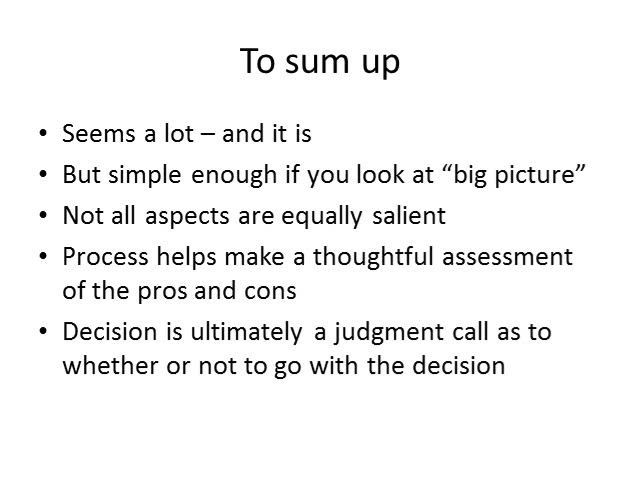 To sum up
• Seems a lot – and it is
• But simple enough if you look at “big picture”
• Not all aspects are equally salient
• Process helps make a thoughtful assessment
of the pros and cons
• Decision is ultimately a judgment call as to
whether or not to go with the decision